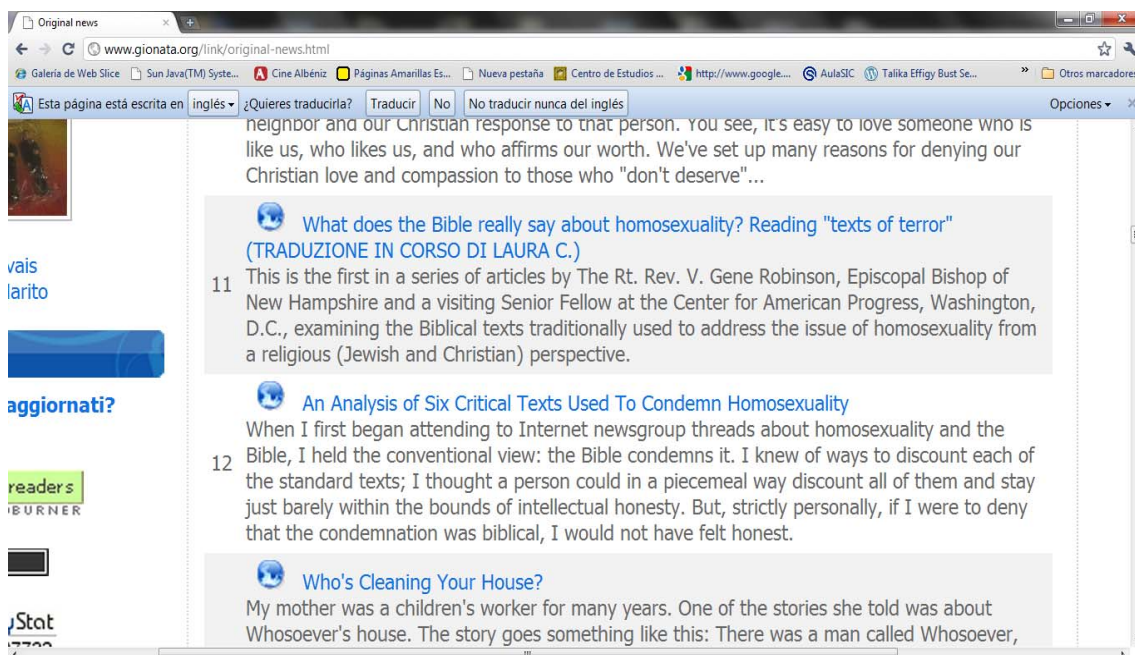 Original news
www.gionata.org/link/original-news.html
Galería de Web Slice Sun Java(TM) Syste... Cine Albéniz Páginas Amarillas Es... Nueva pestaña Centro de Estudios ... http://www.google.... AulaSIC Talika Effigy Bust Se... » Otros marcadores
Esta página está escrita en inglés ¿Quieres traducirla? Traducir No No traducir nunca del inglés Opciones
neighbor and our Christian response to that person. You see, it's easy to love someone who is
like us, who likes us, and who affirms our worth. We've set up many reasons for denying our
Christian love and compassion to those who "don't deserve"...
What does the Bible really say about homosexuality? Reading "texts of terror"
(TRADUZIONE IN CORSO DI LAURA C.)
11
This is the first in a series of articles by The Rt. Rev. V. Gene Robinson, Episcopal Bishop of
New Hampshire and a visiting Senior Fellow at the Center for American Progress, Washington,
D.C., examining the Biblical texts traditionally used to address the issue of homosexuality from
a religious (Jewish and Christian) perspective.
An Analysis of Six Critical Texts Used To Condemn Homosexuality
12
When I first began attending to Internet newsgroup threads about homosexuality and the
Bible, I held the conventional view: the Bible condemns it. I knew of ways to discount each of
the standard texts; I thought a person could in a piecemeal way discount all of them and stay
just barely within the bounds of intellectual honesty. But, strictly personally, if I were to deny
that the condemnation was biblical, I would not have felt honest.
Who's Cleaning Your House?
My mother was a children's worker for many years. One of the stories she told was about
Whosoever's house. The story goes something like this: There was a man called Whosoever,
vais
larito
aggiornati?
readers
BURNER
yStat